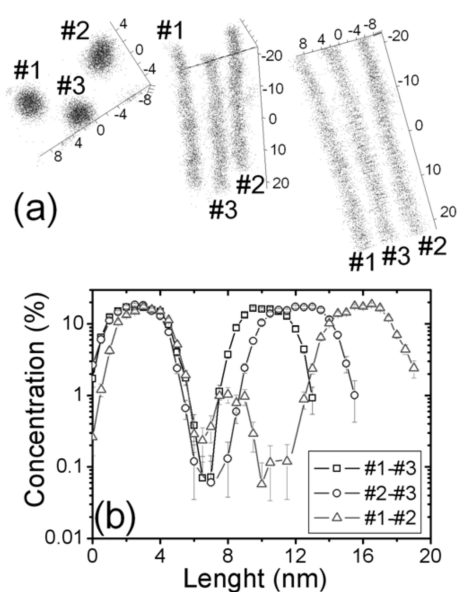 #2 4 0 -4 -8
#1 #3
8 4 0 -4
(a)
#1 -20 -10 0 10 20
#2
#3
8 4 0 -4 -8 -20 -10 0 10 20
#1 #3 #2
Concentration (%)
10
1
0.1
0.01
(b)
#1-#3
#2-#3
#1-#2
0 4 8 12 16 20
Lenght (nm)